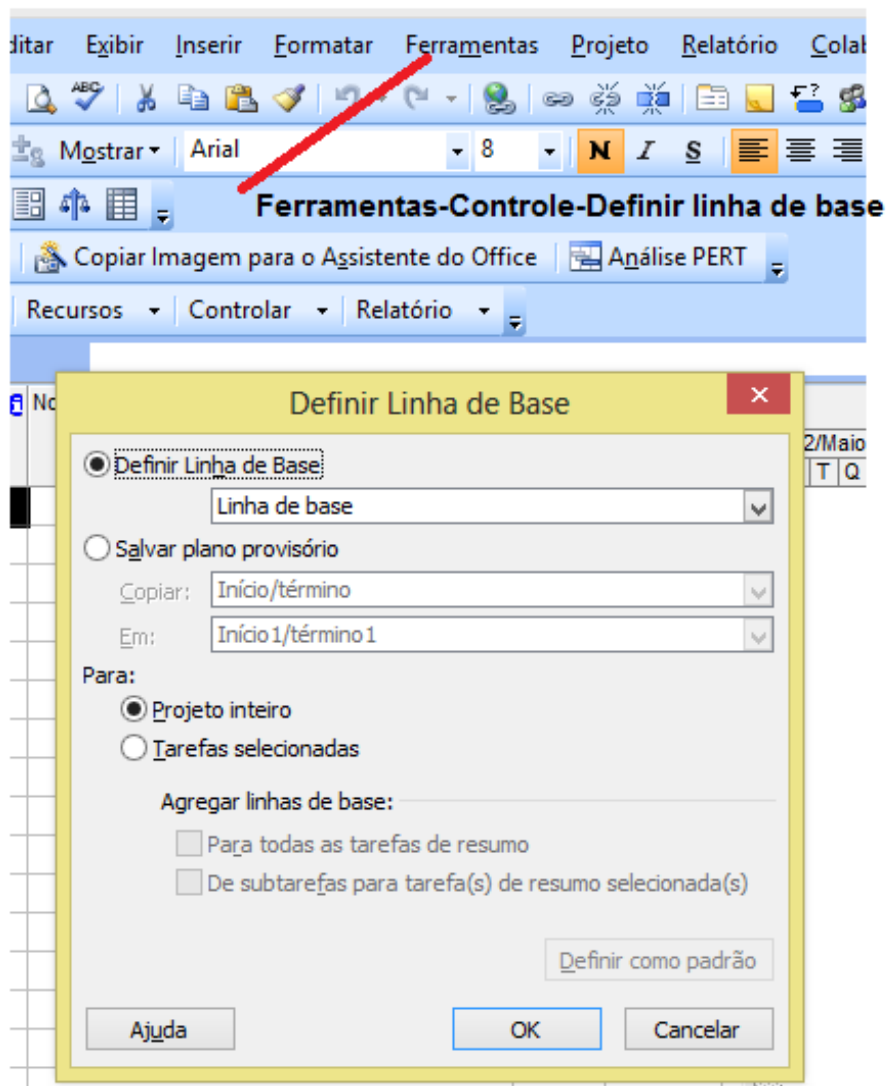 ditar Exibir Inserir Formatar Ferramentas Projeto Relatório Colab
ABC
Mostrar Arial 8 N I S
Ferramentas-Controle-Definir linha de base
Copiar Imagem para o Assistente do Office Análise PERT
Recursos Controlar Relatório
No
Definir Linha de Base
2/Maio
T Q
Definir Linha de Base
Linha de base
Salvar plano provisório
Copiar: Início/término
Em: Início1/término1
Para:
Projeto inteiro
Tarefas selecionadas
Agregar linhas de base:
Para todas as tarefas de resumo
De subtarefas para tarefa(s) de resumo selecionada(s)
Definir como padrão
Ajuda OK Cancelar